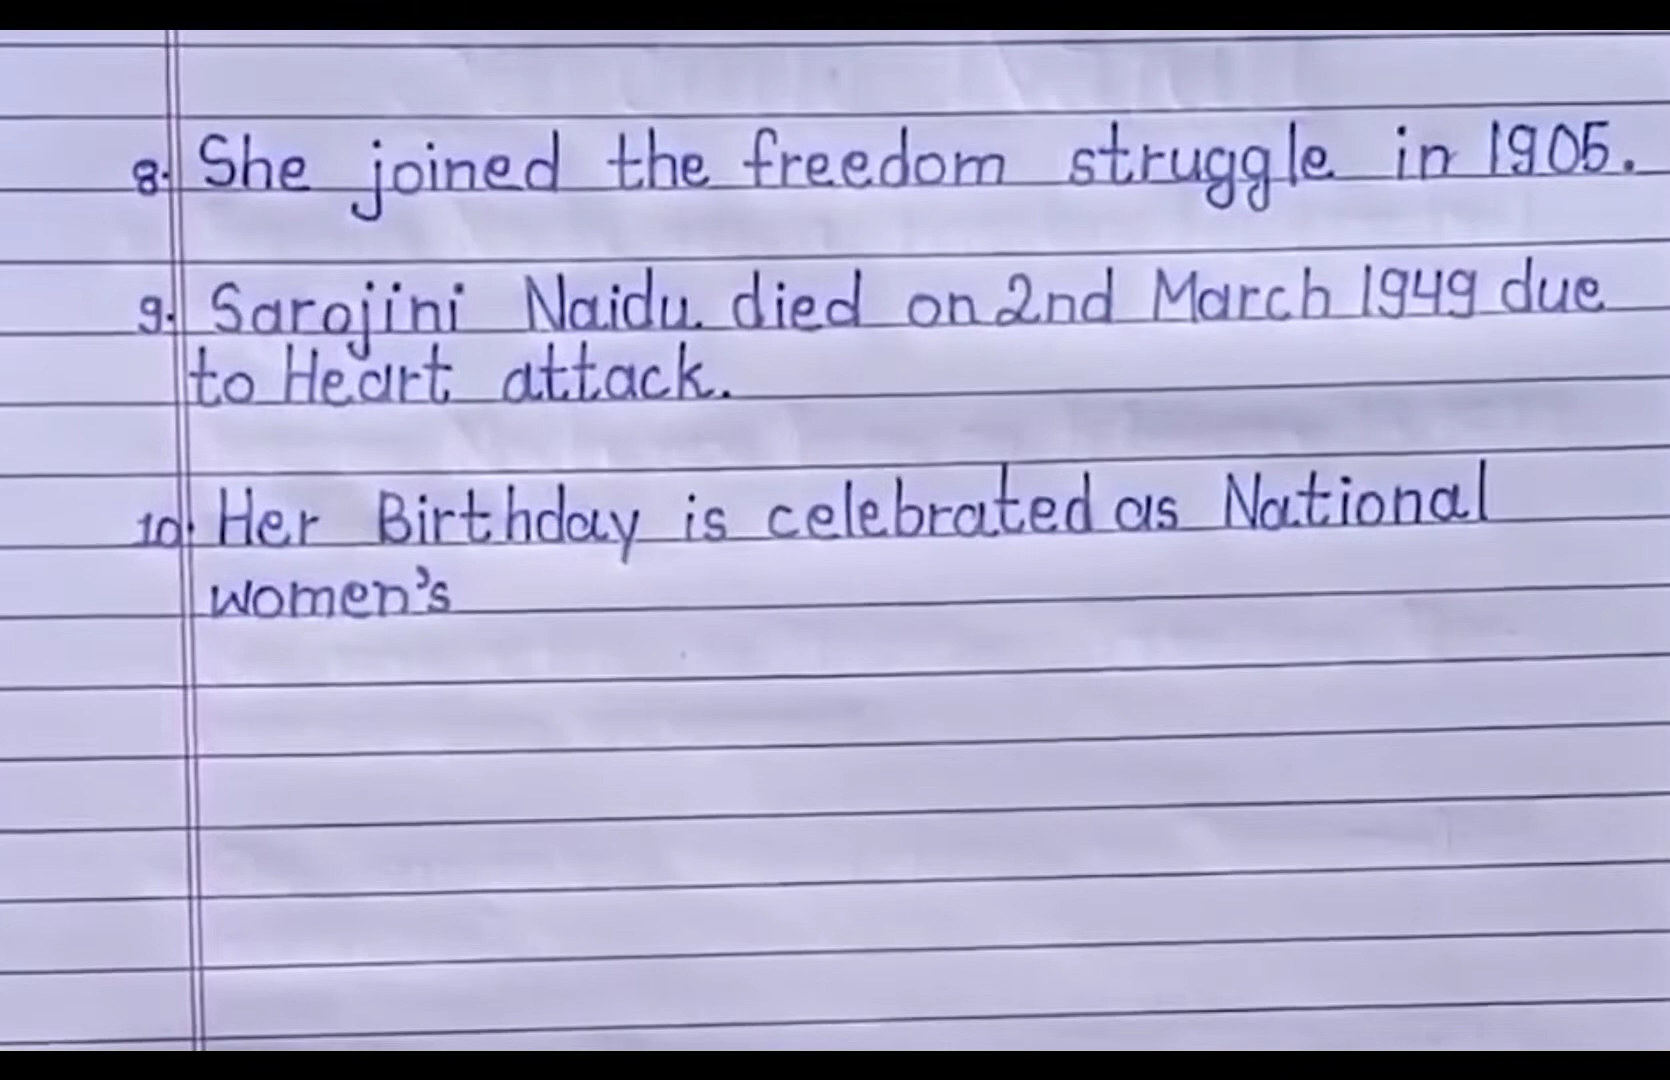 8. She joined the freedom struggle in 1905.
9. Sarojini Naidu died on 2nd March 1949 due
to Heart attack.
10. Her Birthday is celebrated as National
women's